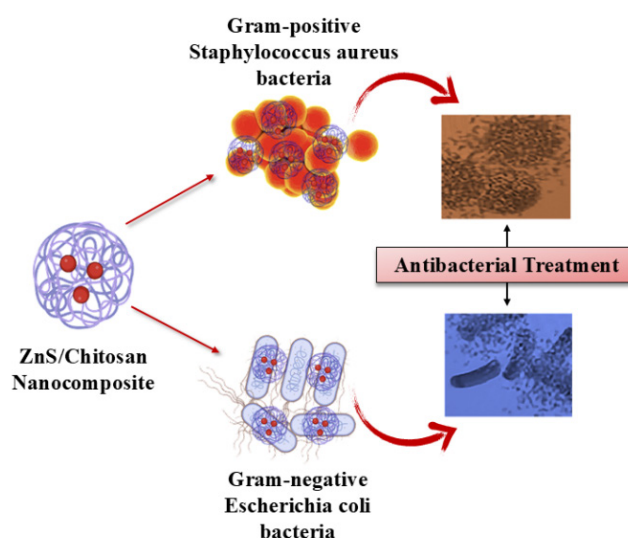 Gram-positive
Staphylococcus aureus
bacteria
Antibacterial Treatment
ZnS/Chitosan
Nanocomposite
Gram-negative
Escherichia coli
bacteria